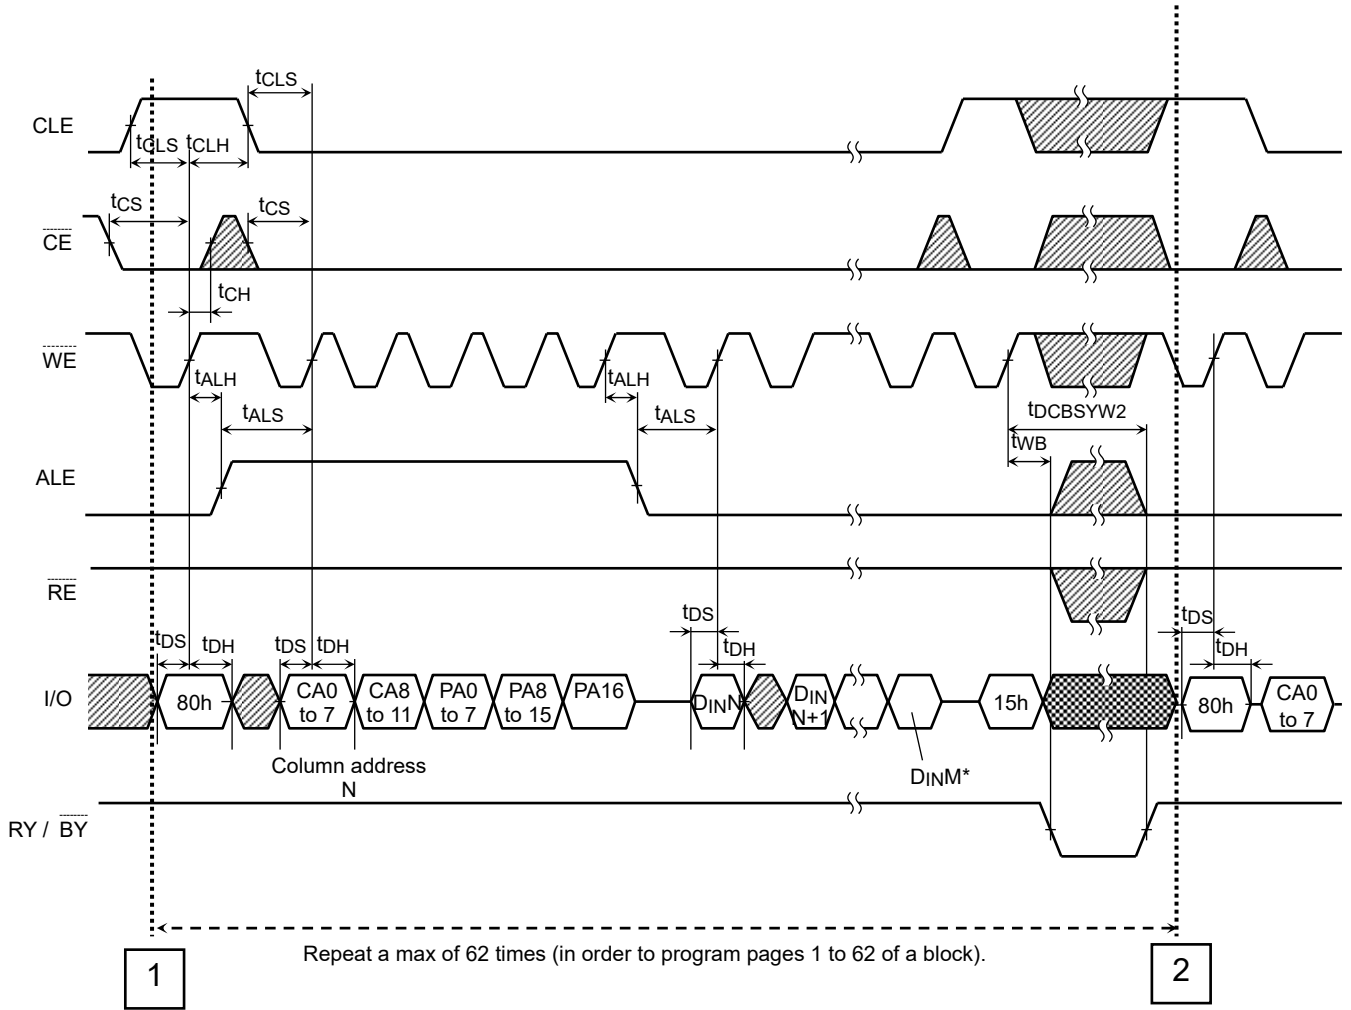 tCLS
CLE
tCLS tCLH
tCS tCS
CE
tCH
WE
tALH tALH
tALS tALS
tDCBSYW2
tWB
ALE
RE
tDS tDH tDS tDH tDS tDH tDS tDH
I/O
80h
CA0 to 7
CA8 to 11
PA0 to 7
PA8 to 15
PA16
DINN
DIN N+1
15h
80h
CA0 to 7
Column address
N
DINM*
RY / BY
Repeat a max of 62 times (in order to program pages 1 to 62 of a block).
1
2